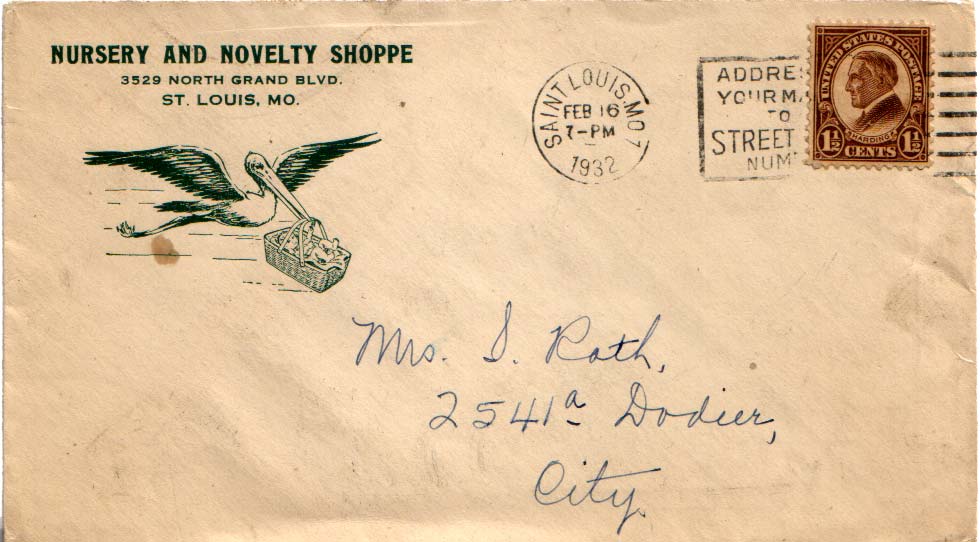 NURSERY AND NOVELTY SHOPPE
3529 NORTH GRAND BLVD.
ST. LOUIS, MO.
SAINT LOUIS, MO 7
FEB 16
7-PM
1932
ADDRE
YOUR MA
TO
STREET
NUM
UNITED STATES POSTAGE
HARDING
1½ CENTS 1½
Mrs. S. Roth,
2541a Dodier,
City.